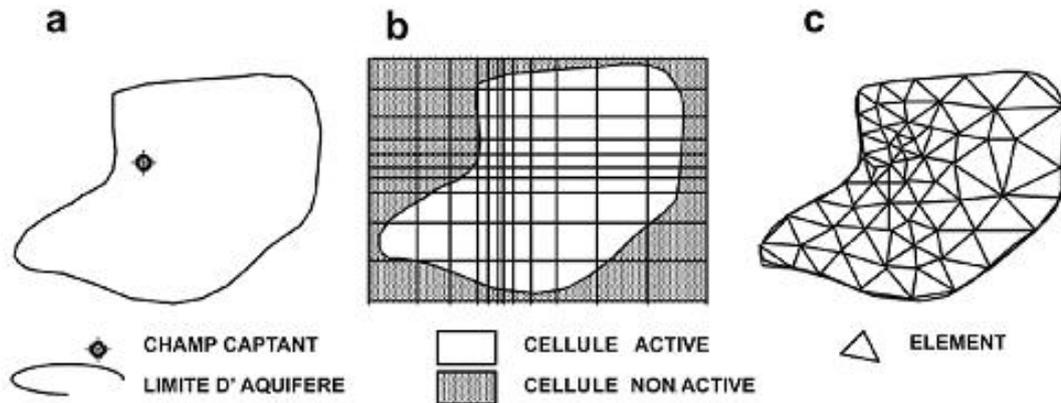 a
b
c
CHAMP CAPTANT
LIMITE D' AQUIFERE
CELLULE ACTIVE
CELLULE NON ACTIVE
ELEMENT